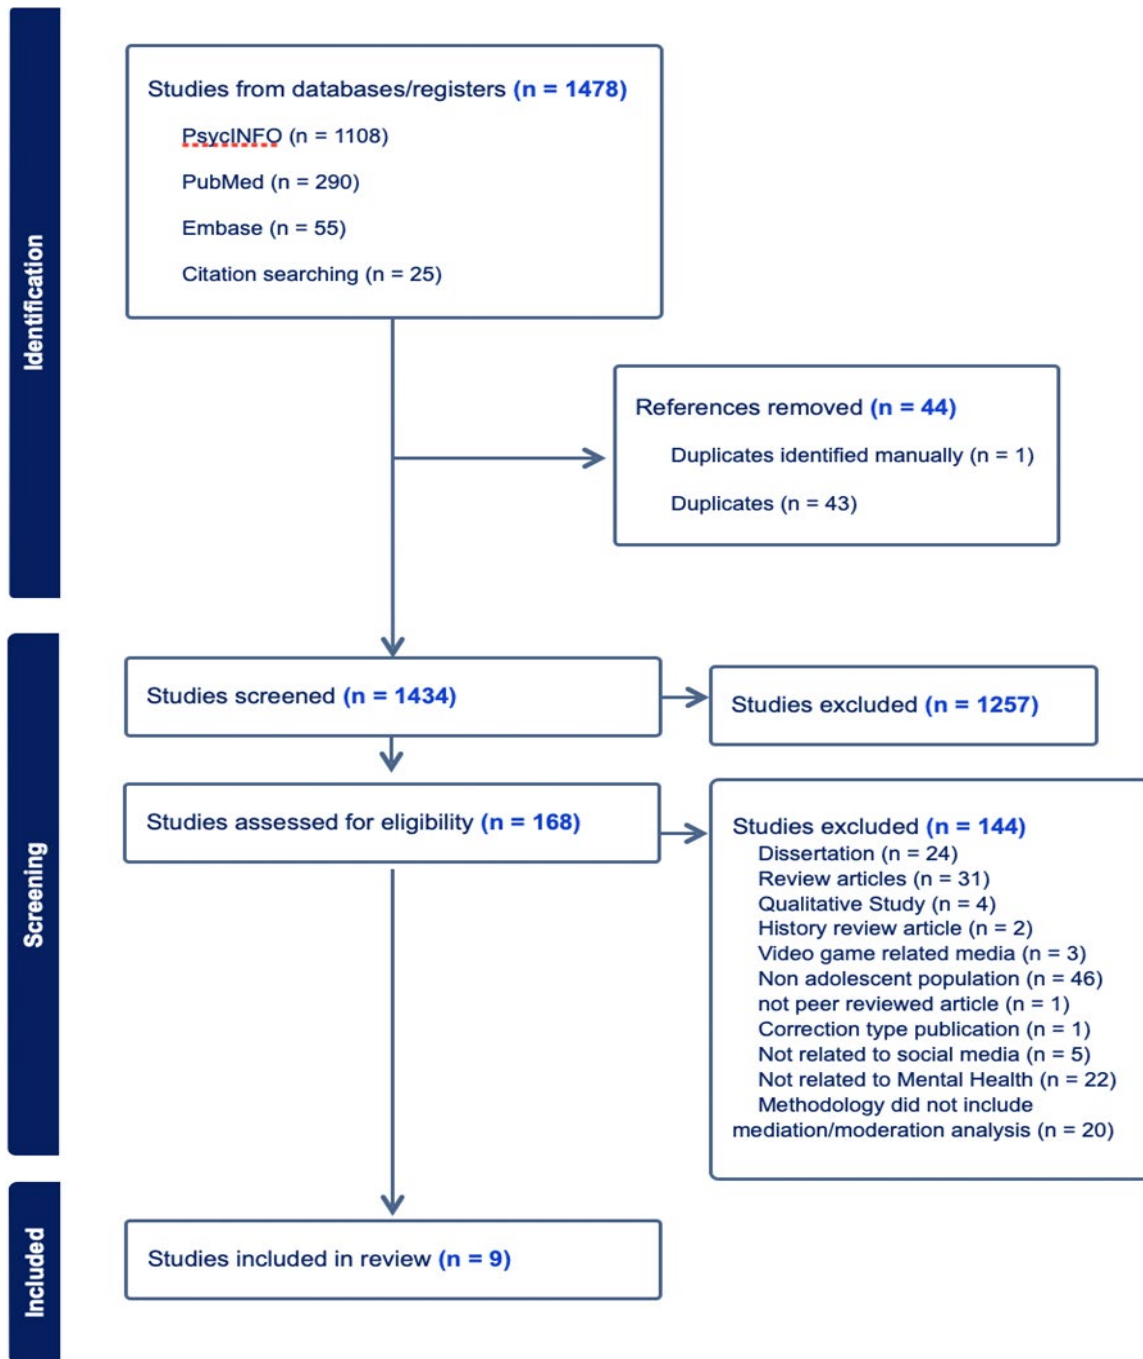 Identification
Studies from databases/registers (n = 1478)
PsycINFO (n = 1108)
PubMed (n = 290)
Embase (n = 55)
Citation searching (n = 25)
References removed (n = 44)
Duplicates identified manually (n = 1)
Duplicates (n = 43)
Screening
Studies screened (n = 1434)
Studies excluded (n = 1257)
Studies assessed for eligibility (n = 168)
Studies excluded (n = 144)
Dissertation (n = 24)
Review articles (n = 31)
Qualitative Study (n = 4)
History review article (n = 2)
Video game related media (n = 3)
Non adolescent population (n = 46)
not peer reviewed article (n = 1)
Correction type publication (n = 1)
Not related to social media (n = 5)
Not related to Mental Health (n = 22)
Methodology did not include
mediation/moderation analysis (n = 20)
Included
Studies included in review (n = 9)